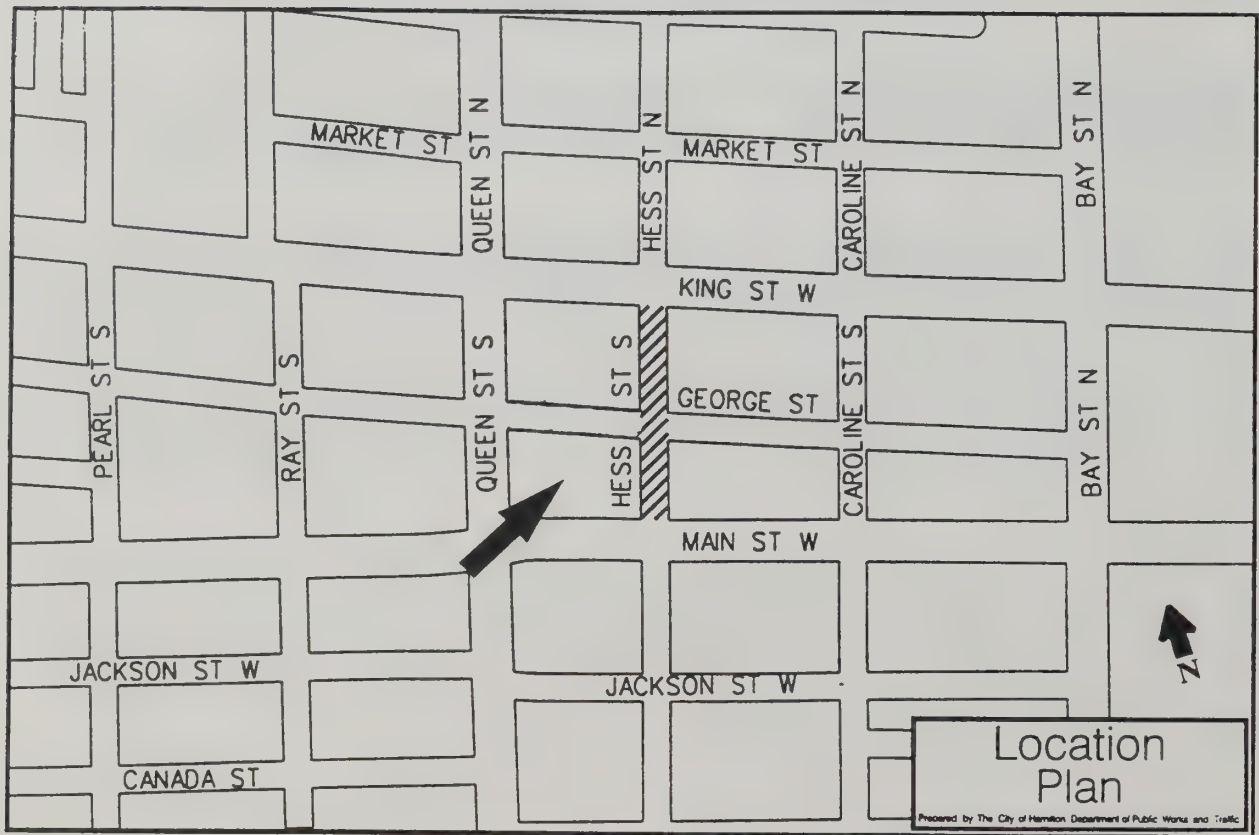 MARKET ST
QUEEN ST N
HESS ST N
MARKET ST
CAROLINE ST N
BAY ST N
KING ST W
PEARL ST S
RAY ST S
QUEEN ST S
HESS ST S
GEORGE ST
CAROLINE ST S
BAY ST N
MAIN ST W
JACKSON ST W
JACKSON ST W
CANADA ST
N
Location
Plan
Prepared by The City of Hamilton Department of Public Works and Traffic